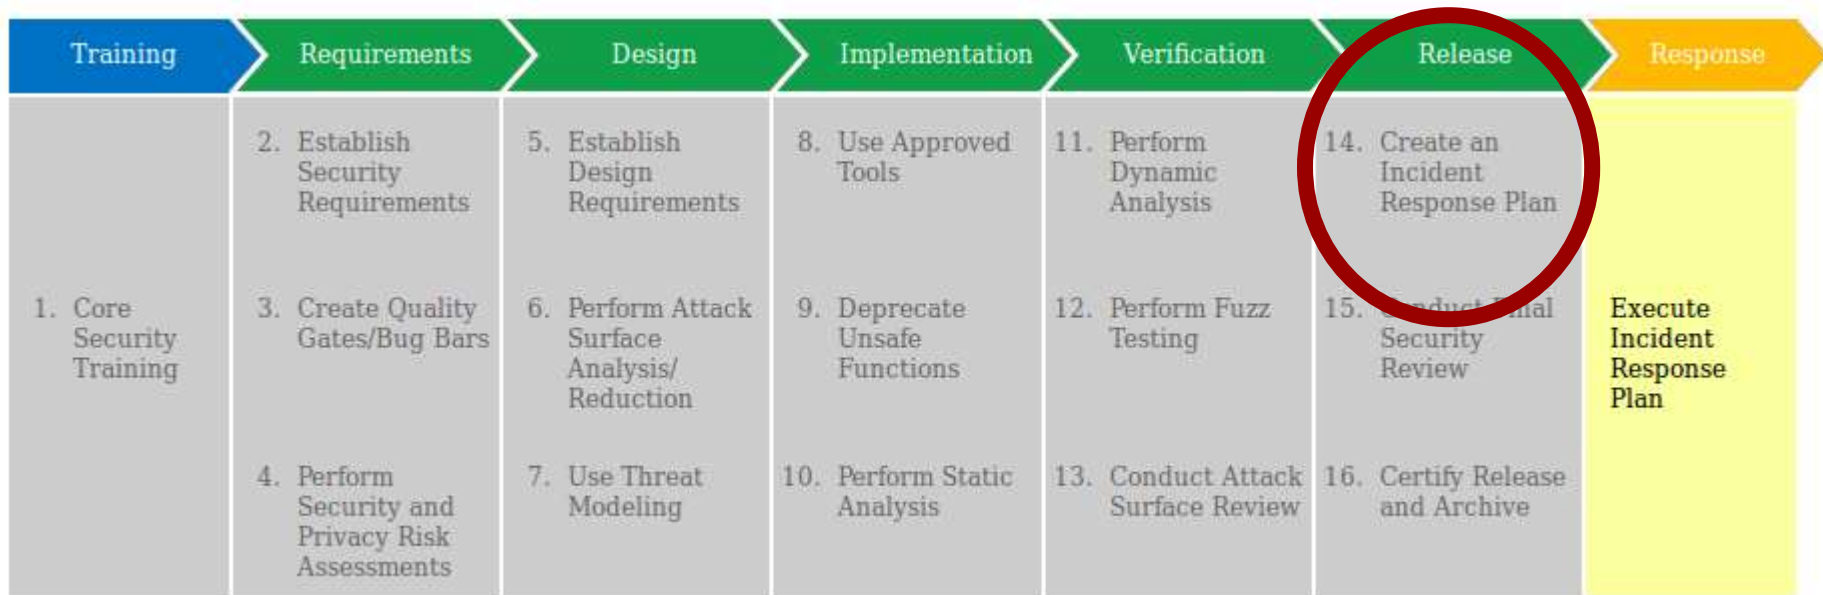 Training
Requirements
Design
Implementation
Verification
Release
Response
1. Core
Security
Training
2. Establish
Security
Requirements
3. Create Quality
Gates/Bug Bars
4. Perform
Security and
Privacy Risk
Assessments
5. Establish
Design
Requirements
6. Perform Attack
Surface
Analysis/
Reduction
7. Use Threat
Modeling
8. Use Approved
Tools
9. Deprecate
Unsafe
Functions
10. Perform Static
Analysis
11. Perform
Dynamic
Analysis
12. Perform Fuzz
Testing
13. Conduct Attack
Surface Review
14. Create an
Incident
Response Plan
15. Conduct Final
Security
Review
16. Certify Release
and Archive
Execute
Incident
Response
Plan